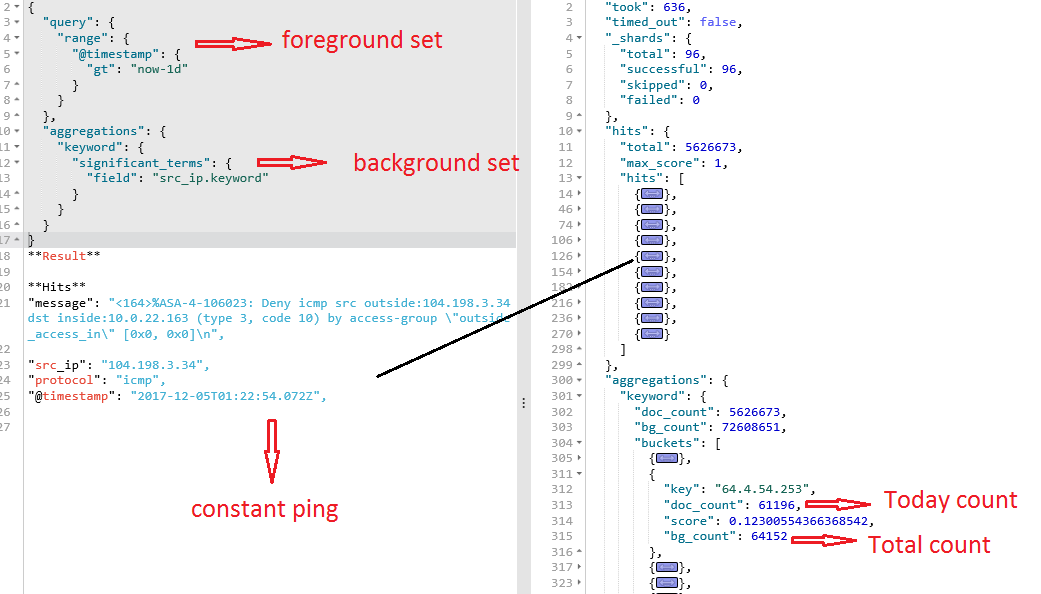 2 {
3 "query": {
4 "range": {
5 "@timestamp": {
6 "gt": "now-1d"
7 }
8 }
9 },
10 "aggregations": {
11 "keyword": {
12 "significant_terms": {
13 "field": "src_ip.keyword"
14 }
15 }
16 }
17 }
18 **Result**
19
20 **Hits**
21 "message": "<164>%ASA-4-106023: Deny icmp src outside:104.198.3.34
dst inside:10.0.22.163 (type 3, code 10) by access-group \"outside
_access_in\" [0x0, 0x0]\n",
22
23 "src_ip": "104.198.3.34",
24 "protocol": "icmp",
25 "@timestamp": "2017-12-05T01:22:54.072Z",
26
27
foreground set
background set
constant ping
2 "took": 636,
3 "timed_out": false,
4 "_shards": {
5 "total": 96,
6 "successful": 96,
7 "skipped": 0,
8 "failed": 0
9 },
10 "hits": {
11 "total": 5626673,
12 "max_score": 1,
13 "hits": [
14 {},
46 {},
74 {},
106 {},
126 {},
154 {},
182 {},
216 {},
236 {},
270 {}
298 ]
299 },
300 "aggregations": {
301 "keyword": {
302 "doc_count": 5626673,
303 "bg_count": 72608651,
304 "buckets": [
305 {},
311 {
312 "key": "64.4.54.253",
313 "doc_count": 61196,
314 "score": 0.12300554366368542,
315 "bg_count": 64152
316 },
317 {},
323 {},
Today count
Total count